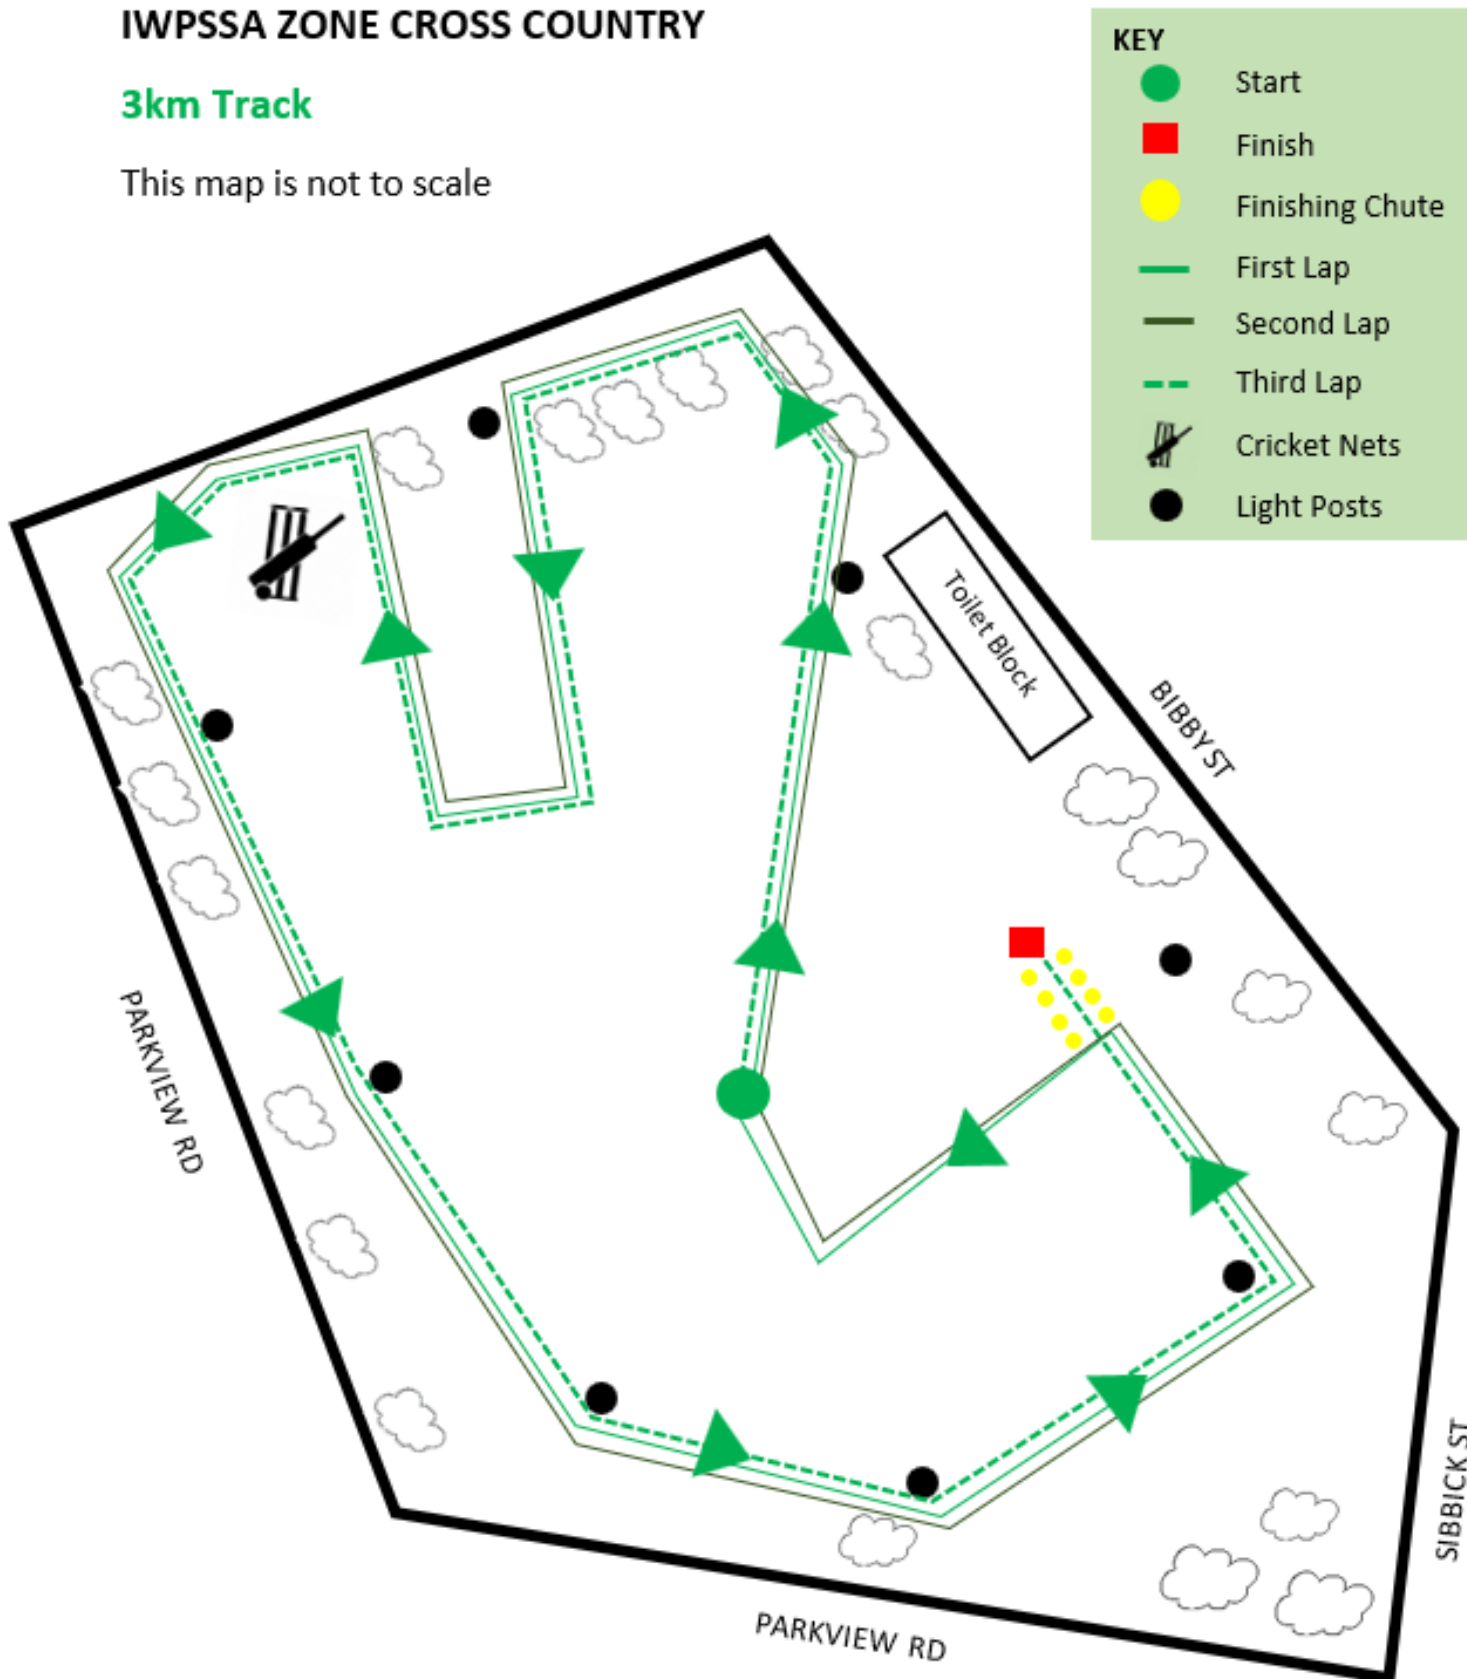 IWPSSA ZONE CROSS COUNTRY
3km Track
This map is not to scale
KEY
Start
Finish
Finishing Chute
First Lap
Second Lap
Third Lap
Cricket Nets
Light Posts
Toilet Block
BIBBY ST
PARKVIEW RD
SIBBICK ST
PARKVIEW RD